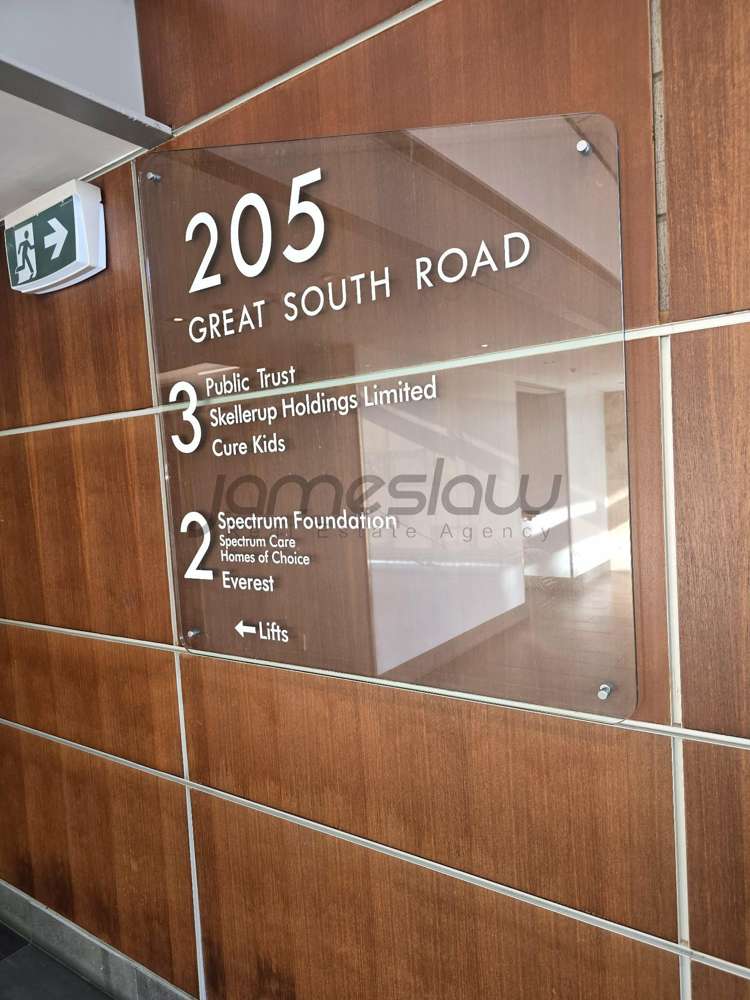 205
GREAT SOUTH ROAD
3 Public Trust
Skellerup Holdings Limited
Cure Kids
jameslaw
Real Estate Agency
2 Spectrum Foundation
Spectrum Care
Homes of Choice
Everest
← Lifts